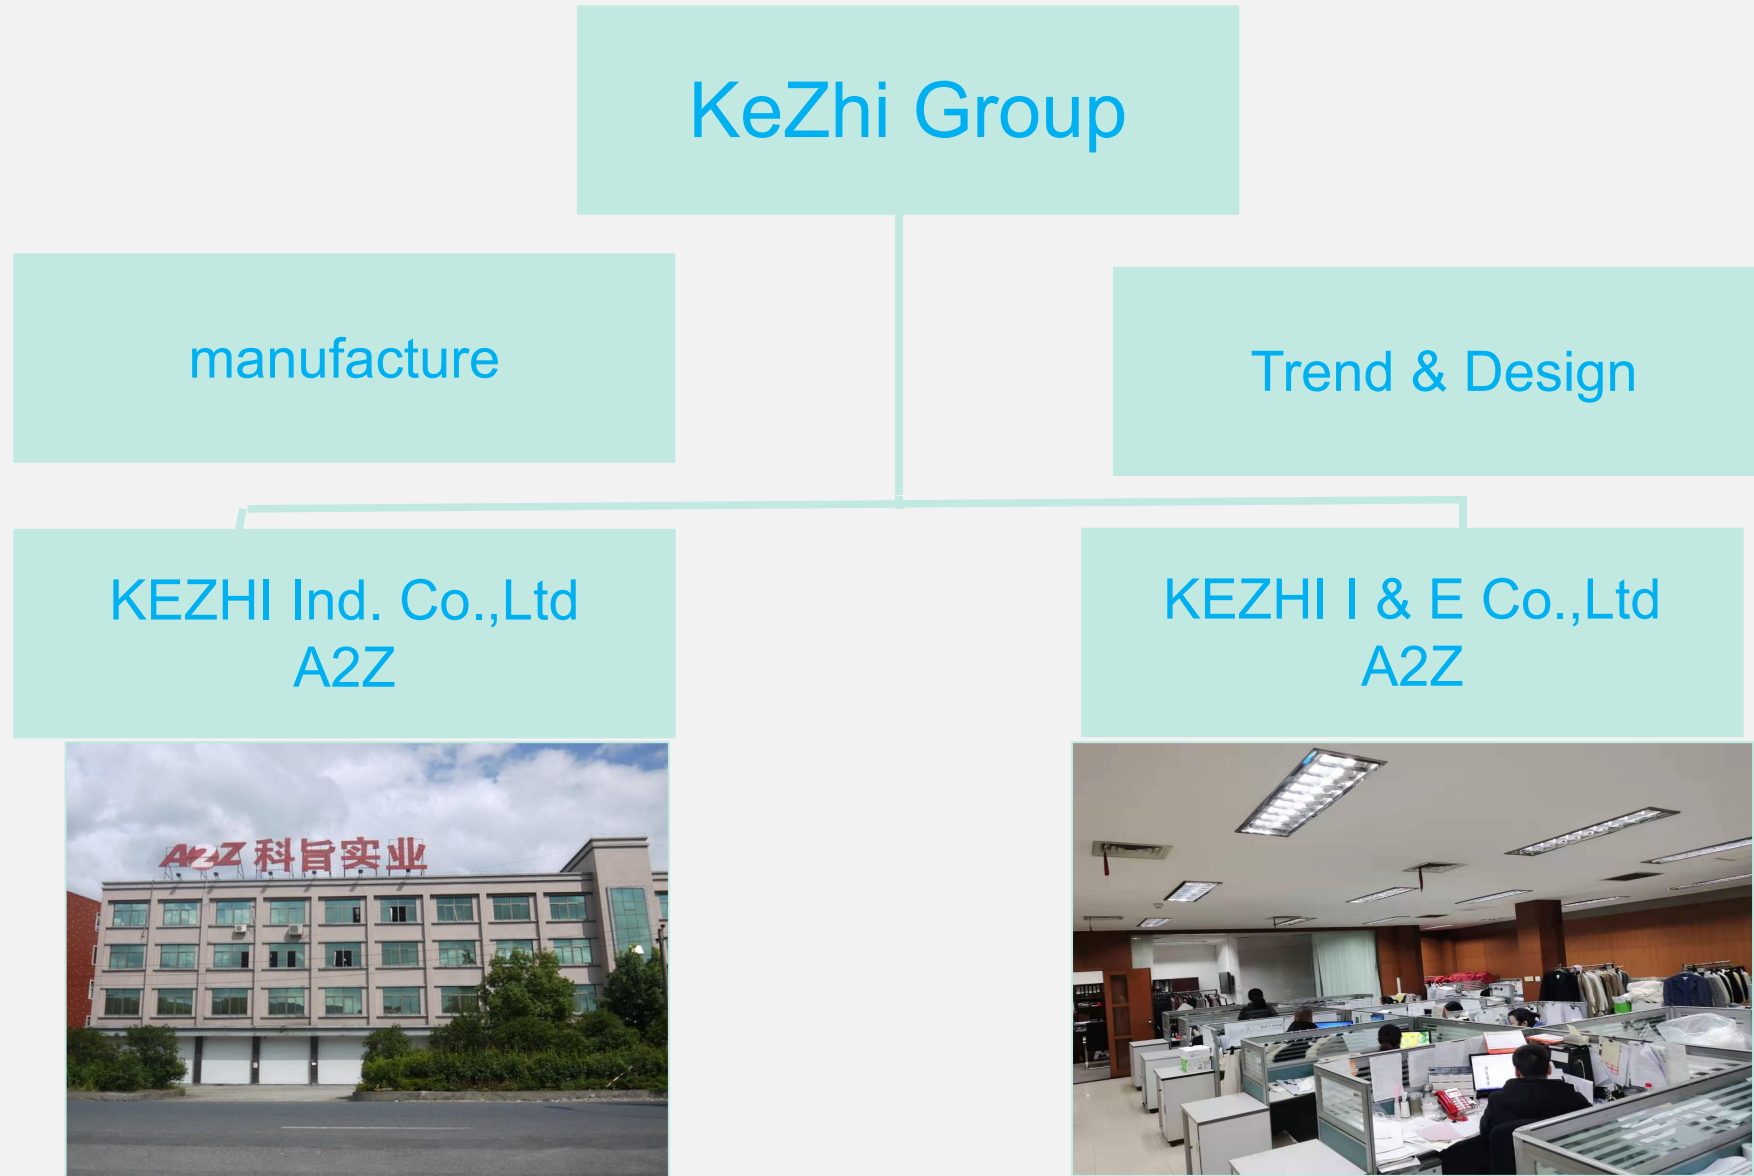 KeZhi Group
manufacture
Trend & Design
KEZHI Ind. Co.,Ltd
A2Z
KEZHI I & E Co.,Ltd
A2Z
A2Z 科旨实业